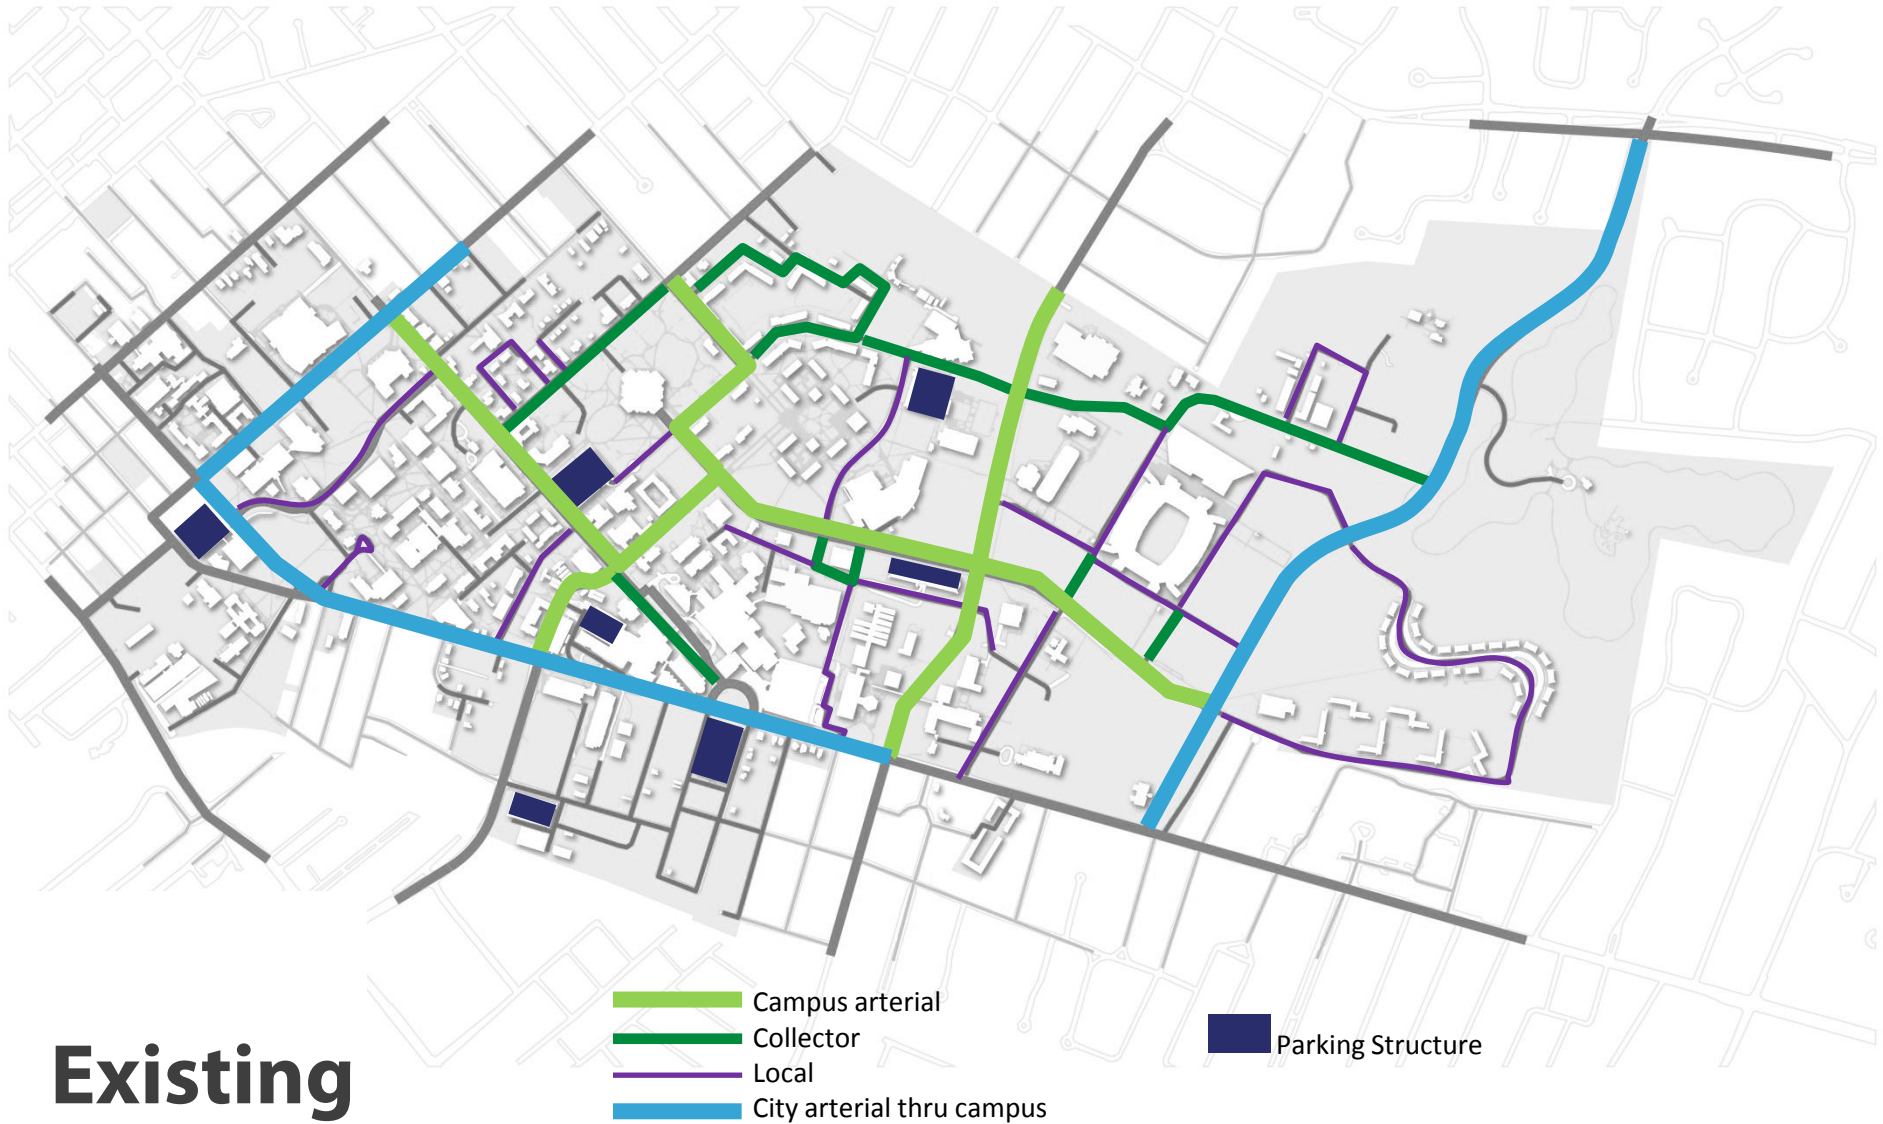 Existing
Campus arterial
Collector
Local
City arterial thru campus
Parking Structure